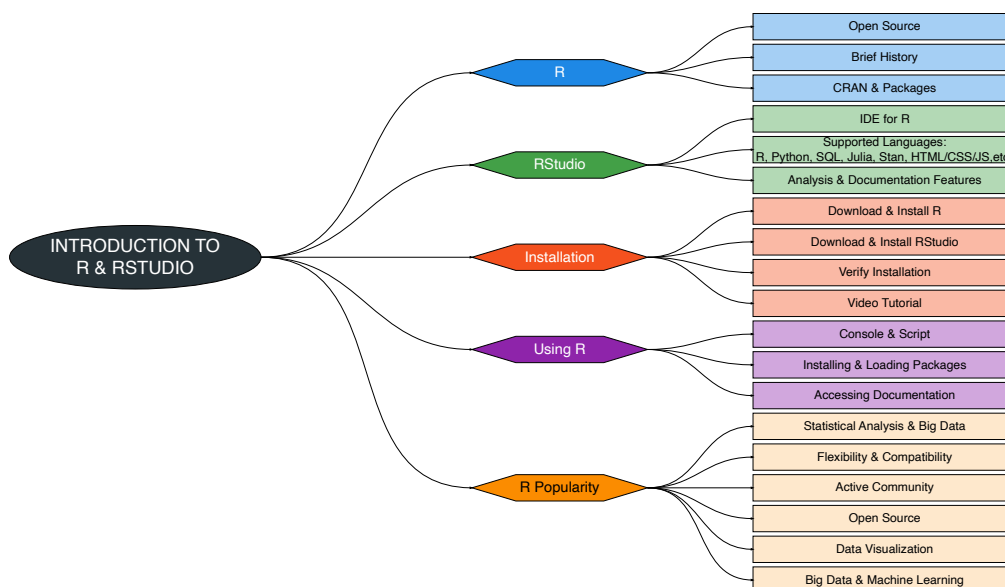 INTRODUCTION TO
R & RSTUDIO
R
Open Source
Brief History
CRAN & Packages
RStudio
IDE for R
Supported Languages:
R, Python, SQL, Julia, Stan, HTML/CSS/JS,etc
Analysis & Documentation Features
Installation
Download & Install R
Download & Install RStudio
Verify Installation
Video Tutorial
Using R
Console & Script
Installing & Loading Packages
Accessing Documentation
R Popularity
Statistical Analysis & Big Data
Flexibility & Compatibility
Active Community
Open Source
Data Visualization
Big Data & Machine Learning